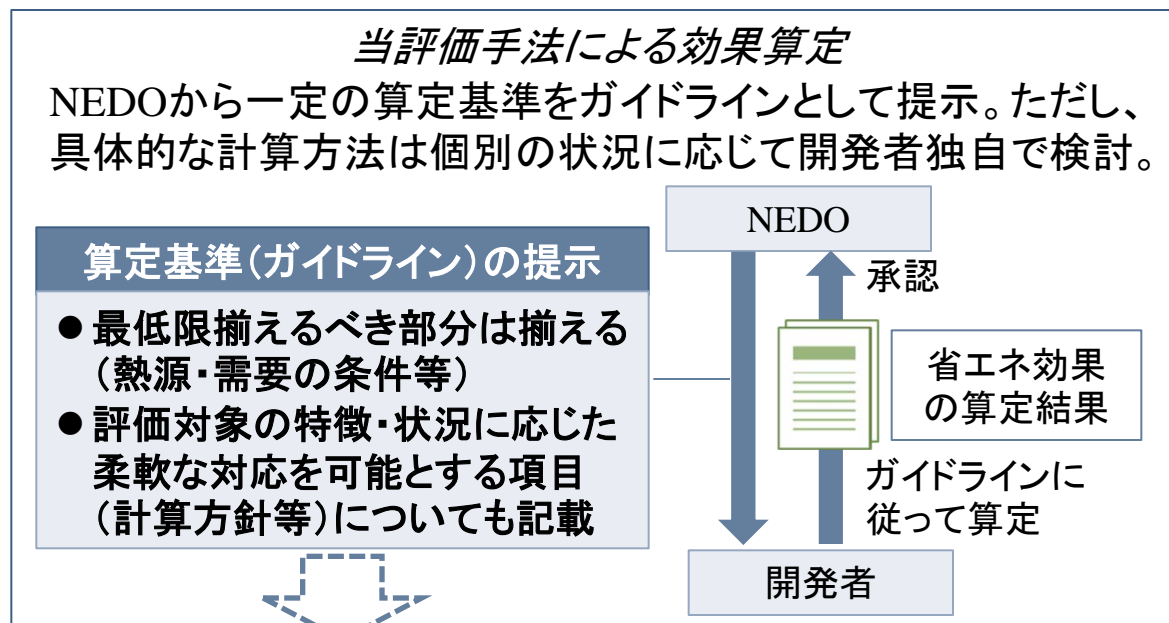 当評価手法による効果算定
NEDOから一定の算定基準をガイドラインとして提示。ただし、
具体的な計算方法は個別の状況に応じて開発者独自で検討。
NEDO
算定基準(ガイドライン)の提示
●最低限揃えるべき部分は揃える
(熱源・需要の条件等)
●評価対象の特徴・状況に応じた
柔軟な対応を可能とする項目
(計算方針等)についても記載
承認
省エネ効果
の算定結果
ガイドラインに
従って算定
開発者